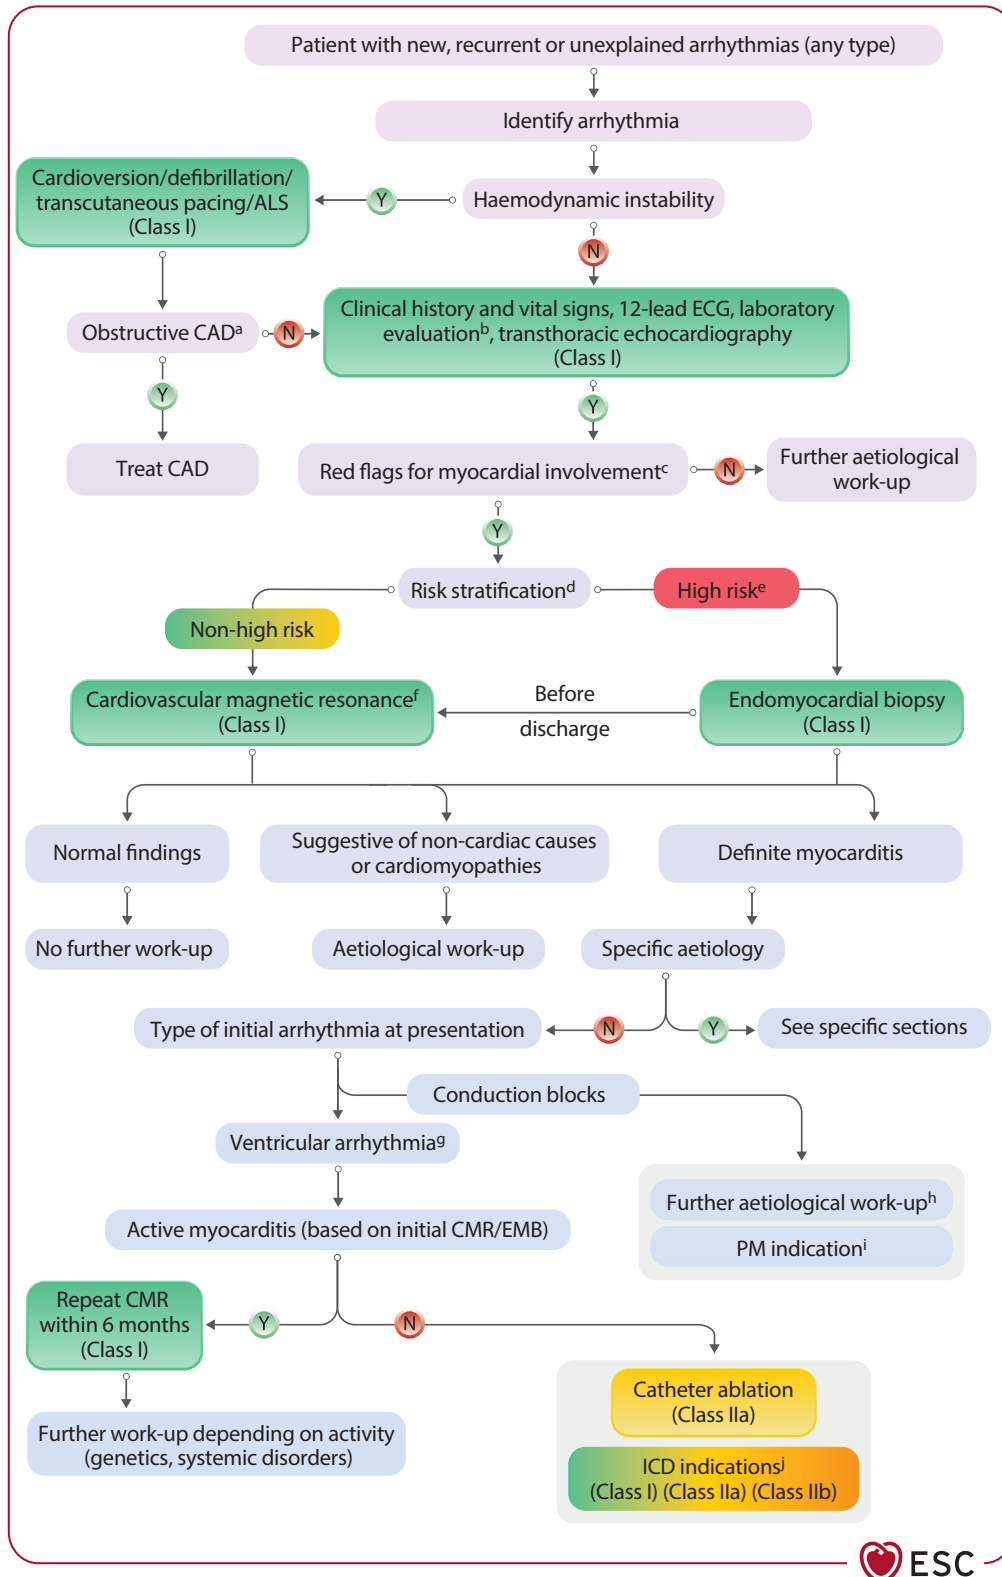 Patient with new, recurrent or unexplained arrhythmias (any type)
Identify arrhythmia
Cardioversion/defibrillation/
transcutaneous pacing/ALS
(Class I)
Y
Haemodynamic instability
N
Clinical history and vital signs, 12-lead ECG, laboratory
evaluationᵇ, transthoracic echocardiography
(Class I)
Obstructive CADᵃ
N
Y
Y
Treat CAD
Red flags for myocardial involvementᶜ
N
Further aetiological
work-up
Y
Risk stratificationᵈ
High riskᵉ
Non-high risk
Cardiovascular magnetic resonanceᶠ
(Class I)
Before
discharge
Endomyocardial biopsy
(Class I)
Normal findings
Suggestive of non-cardiac causes
or cardiomyopathies
Definite myocarditis
No further work-up
Aetiological work-up
Specific aetiology
Type of initial arrhythmia at presentation
N
Y
See specific sections
Conduction blocks
Ventricular arrhythmiaᵍ
Further aetiological work-upʰ
PM indicationⁱ
Active myocarditis (based on initial CMR/EMB)
Repeat CMR
within 6 months
(Class I)
Y
N
Catheter ablation
(Class IIa)
Further work-up depending on activity
(genetics, systemic disorders)
ICD indicationsʲ
(Class I) (Class IIa) (Class IIb)
ESC